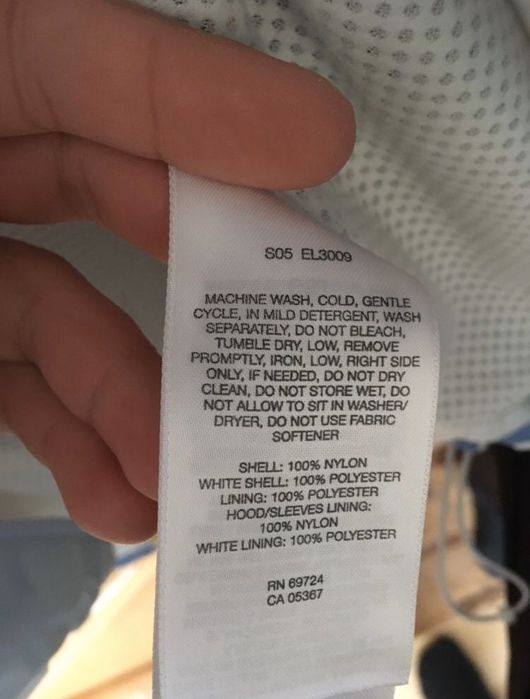 S05 EL3009
MACHINE WASH, COLD, GENTLE
CYCLE, IN MILD DETERGENT, WASH
SEPARATELY, DO NOT BLEACH,
TUMBLE DRY, LOW, REMOVE
PROMPTLY, IRON, LOW, RIGHT SIDE
ONLY, IF NEEDED, DO NOT DRY
CLEAN, DO NOT STORE WET, DO
NOT ALLOW TO SIT IN WASHER/
DRYER, DO NOT USE FABRIC
SOFTENER
SHELL: 100% NYLON
WHITE SHELL: 100% POLYESTER
LINING: 100% POLYESTER
HOOD/SLEEVES LINING:
100% NYLON
WHITE LINING: 100% POLYESTER
RN 69724
CA 05367